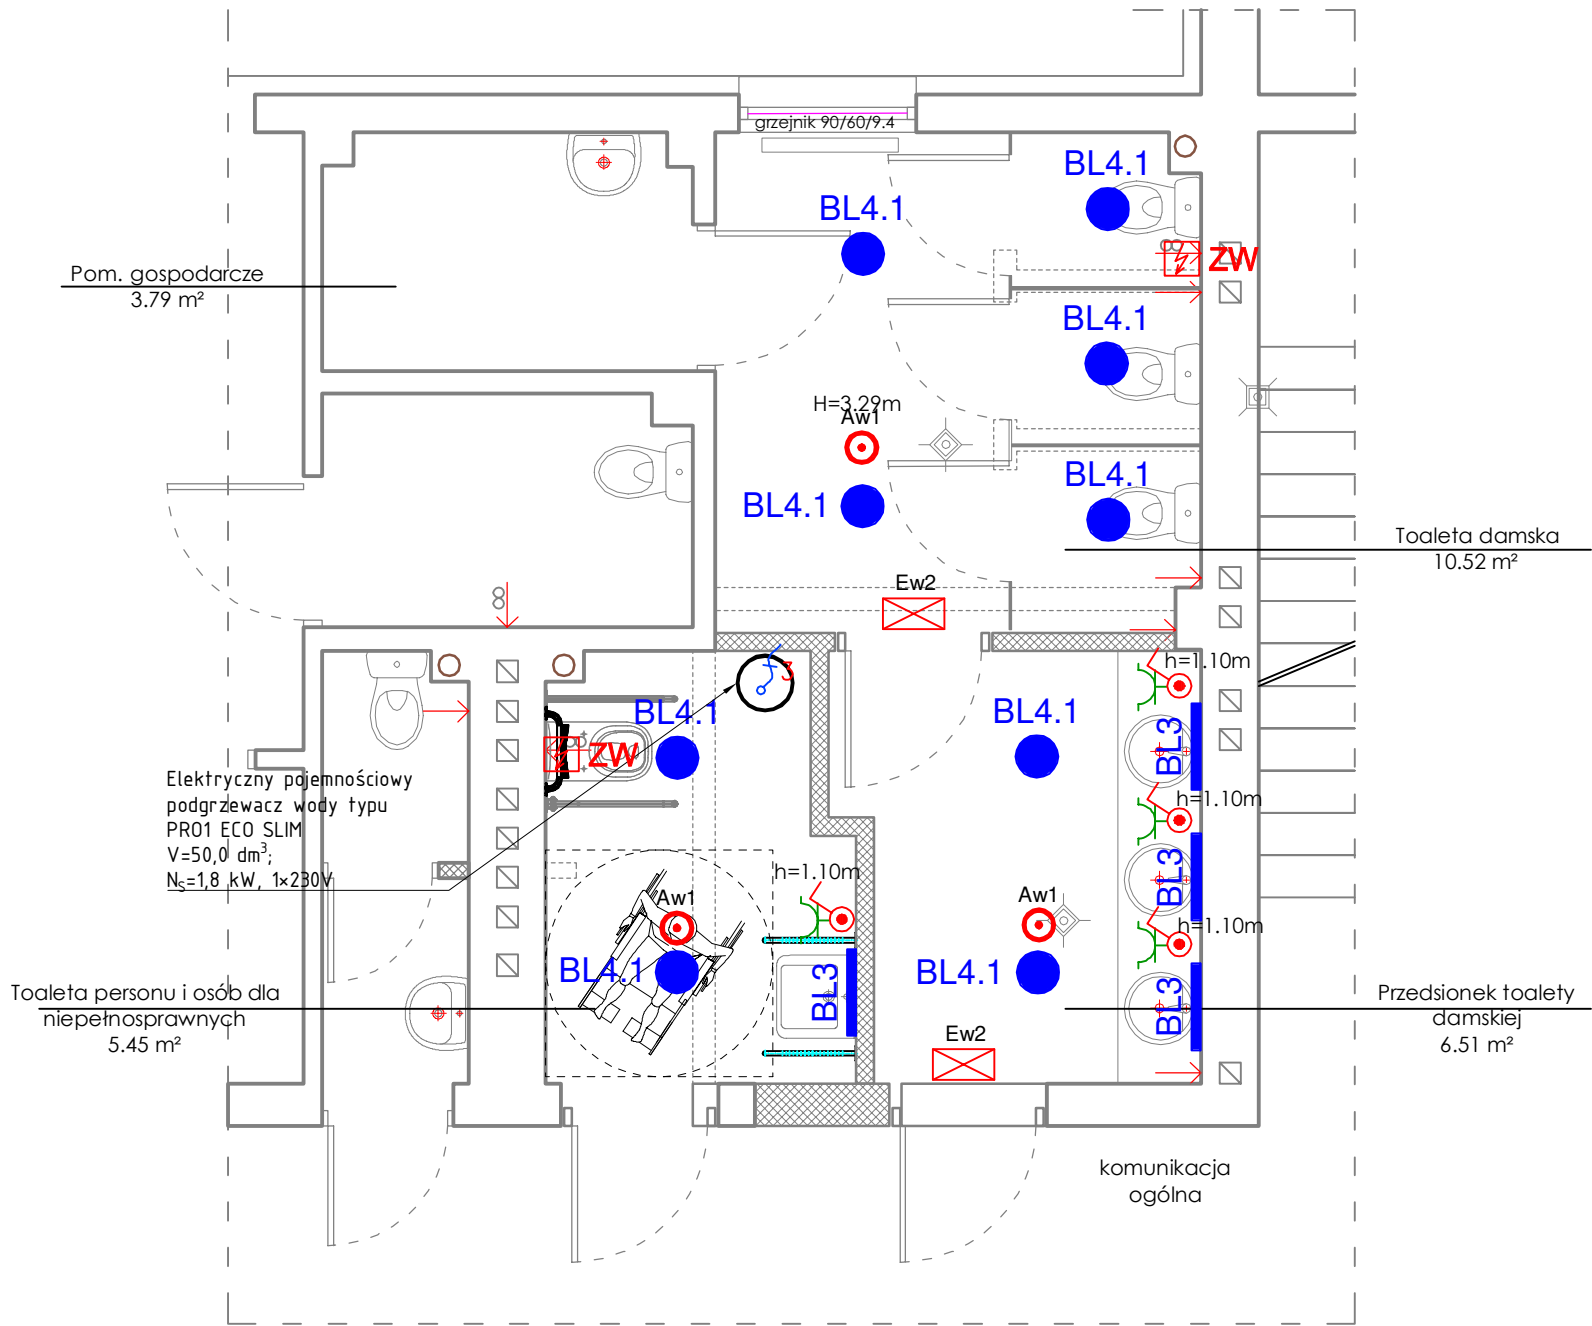 grzejnik 90/60/9.4
BL4.1
BL4.1
8
ZW
Pom. gospodarcze
3.79 m²
BL4.1
H=3.29m
Aw1
BL4.1
BL4.1
Toaleta damska
10.52 m²
Ew2
8
3
h=1.10m
BL4.1
BL4.1
BL3
8
ZW
Elektryczny pojemnościowy
podgrzewacz wody typu
PRO1 ECO SLIM
V=50,0 dm³;
Ns=1,8 kW, 1×230V
h=1.10m
h=1.10m
BL3
Aw1
Aw1
h=1.10m
BL4.1
BL3
BL4.1
BL3
Toaleta personu i osób dla
niepełnosprawnych
5.45 m²
Przedsionek toalety
damskiej
6.51 m²
Ew2
komunikacja
ogólna